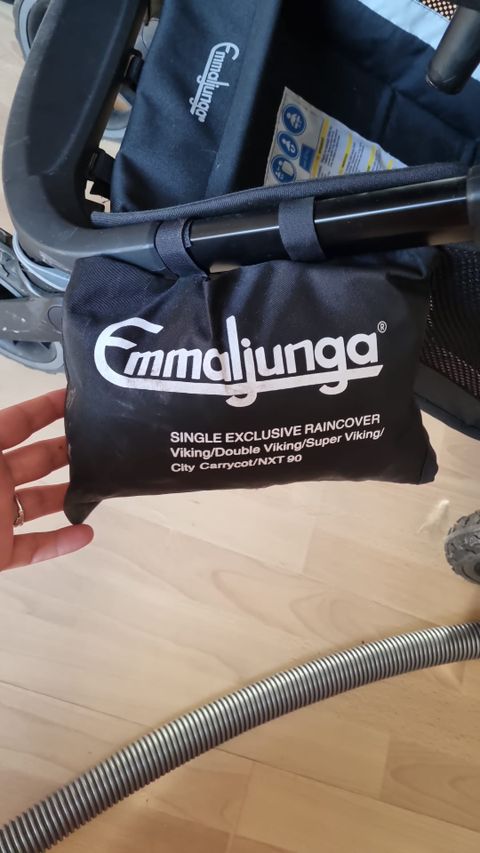 Emmaljunga®
Emmaljunga®
SINGLE EXCLUSIVE RAINCOVER
Viking/Double Viking/Super Viking/
City Carrycot/NXT 90